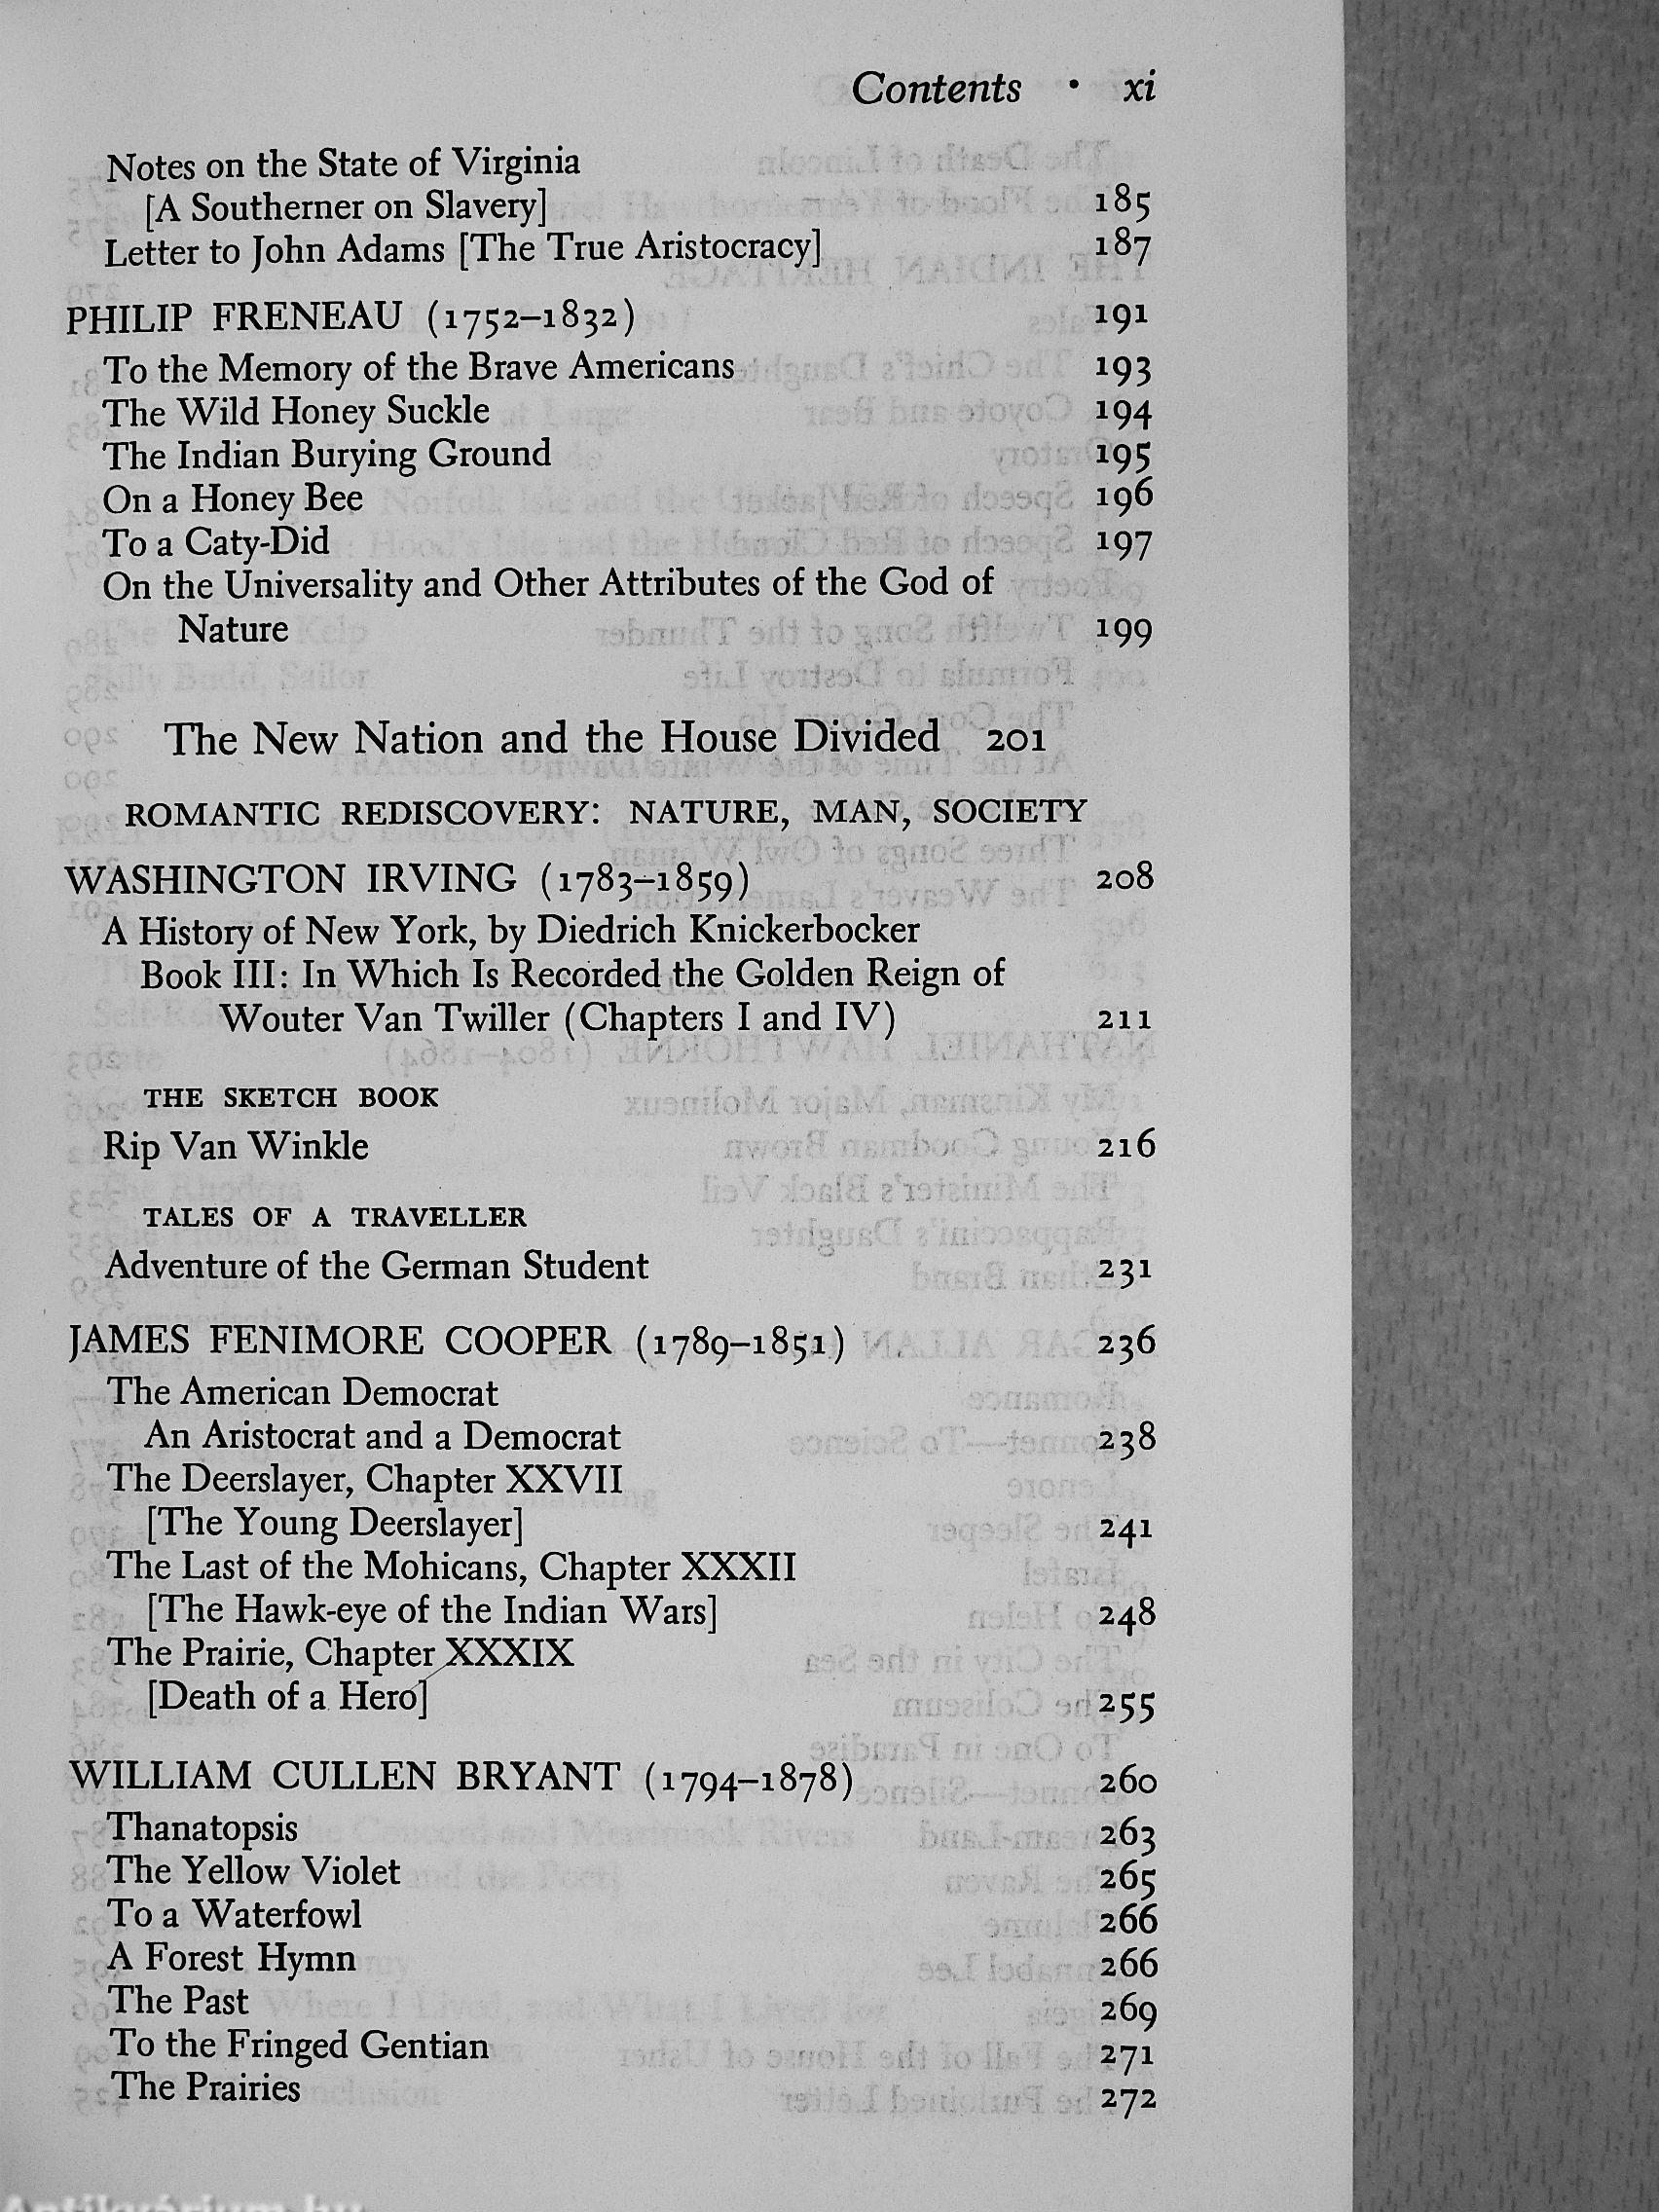 Contents • xi
Notes on the State of Virginia
[A Southerner on Slavery] 185
Letter to John Adams [The True Aristocracy] 187
PHILIP FRENEAU (1752–1832) 191
To the Memory of the Brave Americans 193
The Wild Honey Suckle 194
The Indian Burying Ground 195
On a Honey Bee 196
To a Caty-Did 197
On the Universality and Other Attributes of the God of
Nature 199
The New Nation and the House Divided 201
ROMANTIC REDISCOVERY: NATURE, MAN, SOCIETY
WASHINGTON IRVING (1783–1859) 208
A History of New York, by Diedrich Knickerbocker
Book III: In Which Is Recorded the Golden Reign of
Wouter Van Twiller (Chapters I and IV) 211
THE SKETCH BOOK
Rip Van Winkle 216
TALES OF A TRAVELLER
Adventure of the German Student 231
JAMES FENIMORE COOPER (1789–1851) 236
The American Democrat
An Aristocrat and a Democrat 238
The Deerslayer, Chapter XXVII
[The Young Deerslayer] 241
The Last of the Mohicans, Chapter XXXII
[The Hawk-eye of the Indian Wars] 248
The Prairie, Chapter XXXIX
[Death of a Hero] 255
WILLIAM CULLEN BRYANT (1794–1878) 260
Thanatopsis 263
The Yellow Violet 265
To a Waterfowl 266
A Forest Hymn 266
The Past 269
To the Fringed Gentian 271
The Prairies 272
Antikvárium.hu